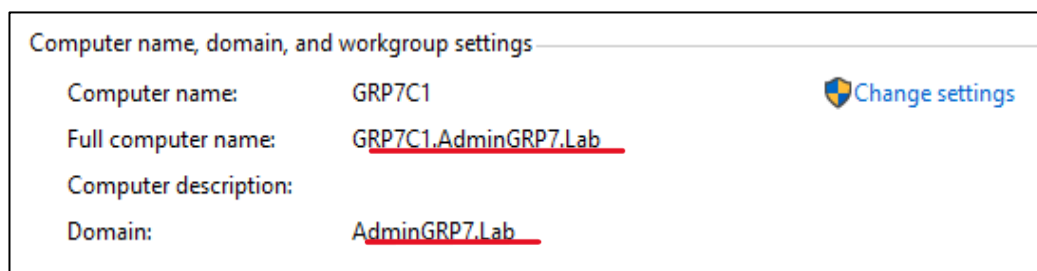 Computer name, domain, and workgroup settings
Computer name: GRP7C1 Change settings
Full computer name: GRP7C1.AdminGRP7.Lab
Computer description:
Domain: AdminGRP7.Lab